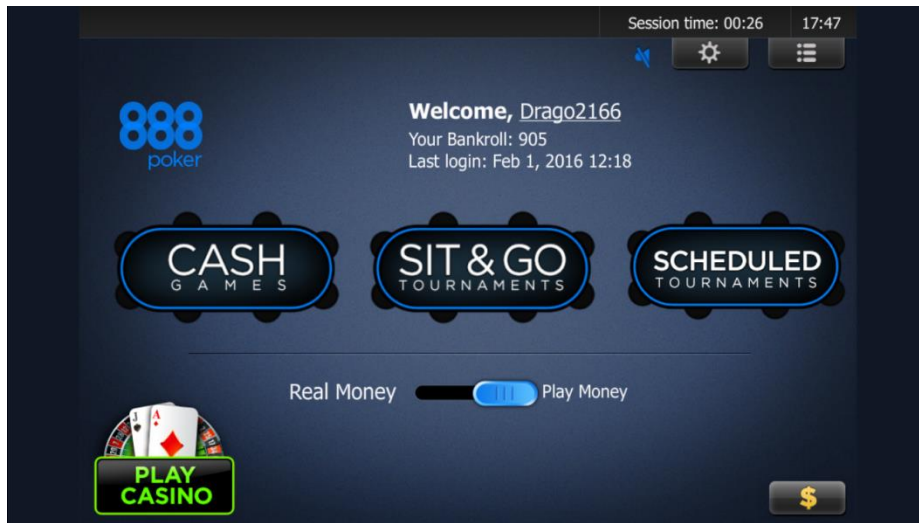 Session time: 00:26 17:47
888
poker
Welcome, Drago2166
Your Bankroll: 905
Last login: Feb 1, 2016 12:18
CASH
GAMES
SIT & GO
TOURNAMENTS
SCHEDULED
TOURNAMENTS
Real Money Play Money
J A
PLAY
CASINO
$